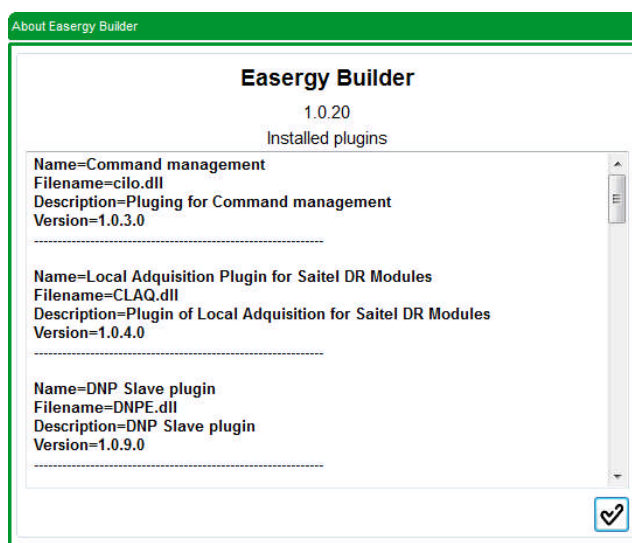 About Easergy Builder
Easergy Builder
1.0.20
Installed plugins
Name=Command management
Filename=cilo.dll
Description=Pluging for Command management
Version=1.0.3.0
--------------------------------------------------------------
Name=Local Adquisition Plugin for Saitel DR Modules
Filename=CLAQ.dll
Description=Plugin of Local Adquisition for Saitel DR Modules
Version=1.0.4.0
--------------------------------------------------------------
Name=DNP Slave plugin
Filename=DNPE.dll
Description=DNP Slave plugin
Version=1.0.9.0
--------------------------------------------------------------